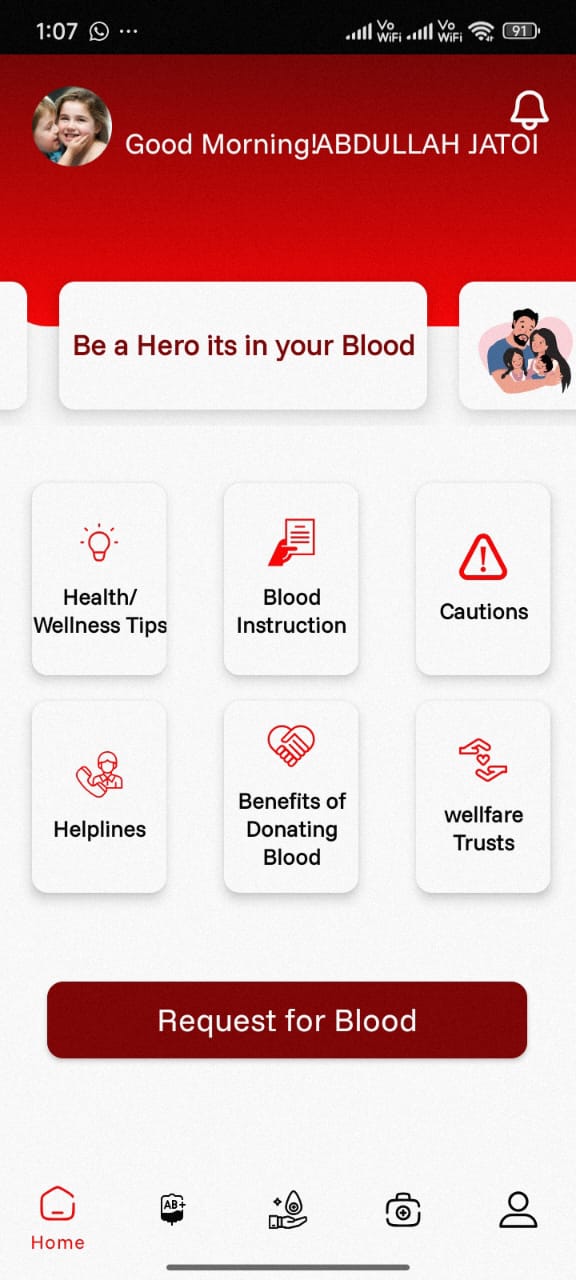 1:07
Vo
WiFi
Vo
WiFi
91
Good Morning!ABDULLAH JATOI
Be a Hero its in your Blood
Health/
Wellness Tips
Blood
Instruction
Cautions
Helplines
Benefits of
Donating
Blood
wellfare
Trusts
Request for Blood
AB+
Home